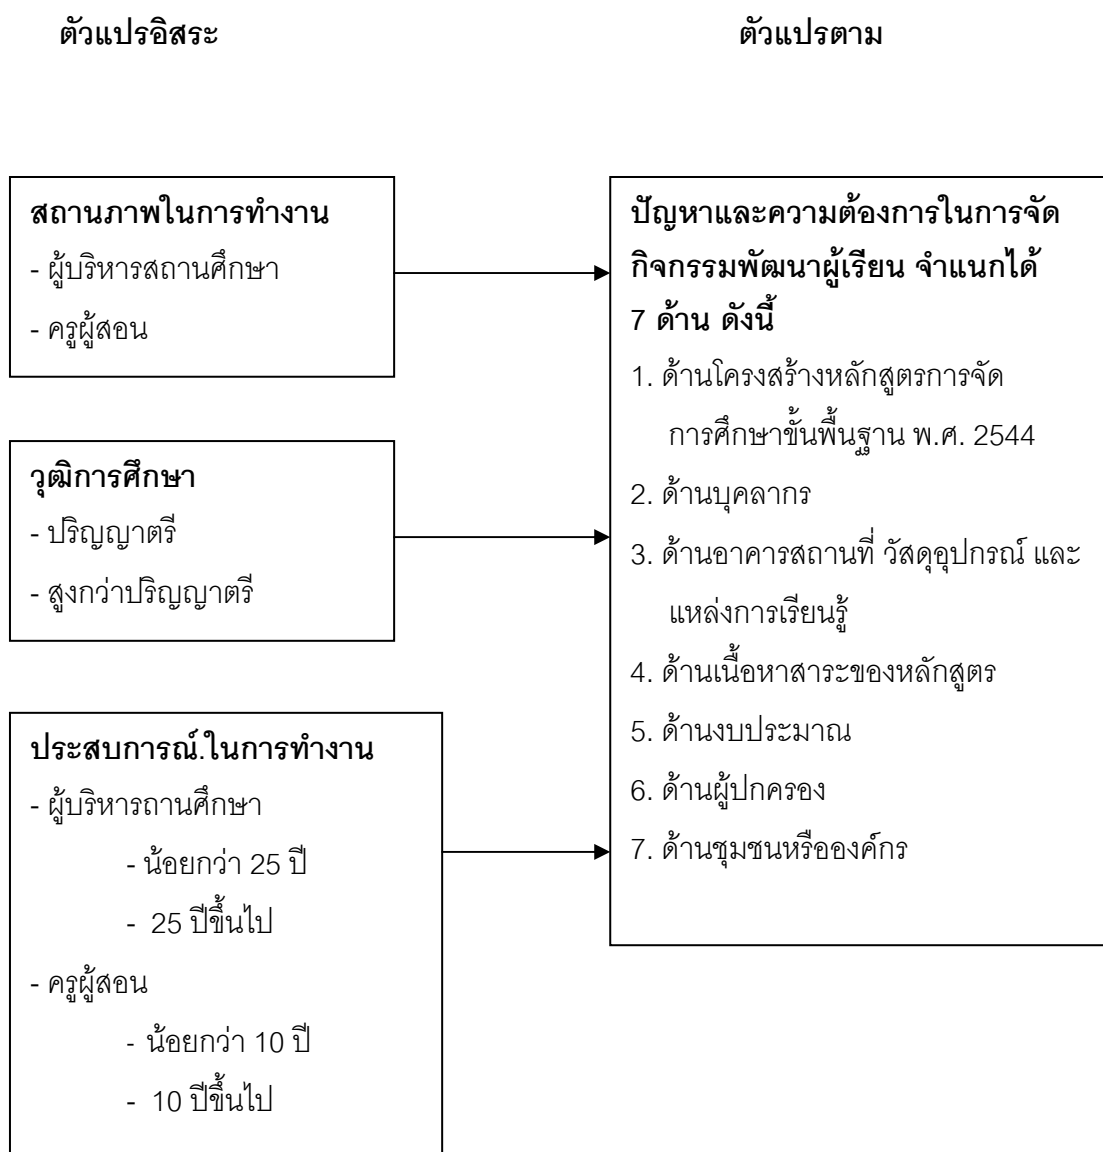 ตัวแปรอิสระ
ตัวแปรตาม
สถานภาพในการทำงาน
- ผู้บริหารสถานศึกษา
- ครูผู้สอน
วุฒิการศึกษา
- ปริญญาตรี
- สูงกว่าปริญญาตรี
ประสบการณ์.ในการทำงาน
- ผู้บริหารถานศึกษา
- น้อยกว่า 25 ปี
- 25 ปีขึ้นไป
- ครูผู้สอน
- น้อยกว่า 10 ปี
- 10 ปีขึ้นไป
ปัญหาและความต้องการในการจัด
กิจกรรมพัฒนาผู้เรียน จำแนกได้
7 ด้าน ดังนี้
1. ด้านโครงสร้างหลักสูตรการจัด
การศึกษาขั้นพื้นฐาน พ.ศ. 2544
2. ด้านบุคลากร
3. ด้านอาคารสถานที่ วัสดุอุปกรณ์ และ
แหล่งการเรียนรู้
4. ด้านเนื้อหาสาระของหลักสูตร
5. ด้านงบประมาณ
6. ด้านผู้ปกครอง
7. ด้านชุมชนหรือองค์กร